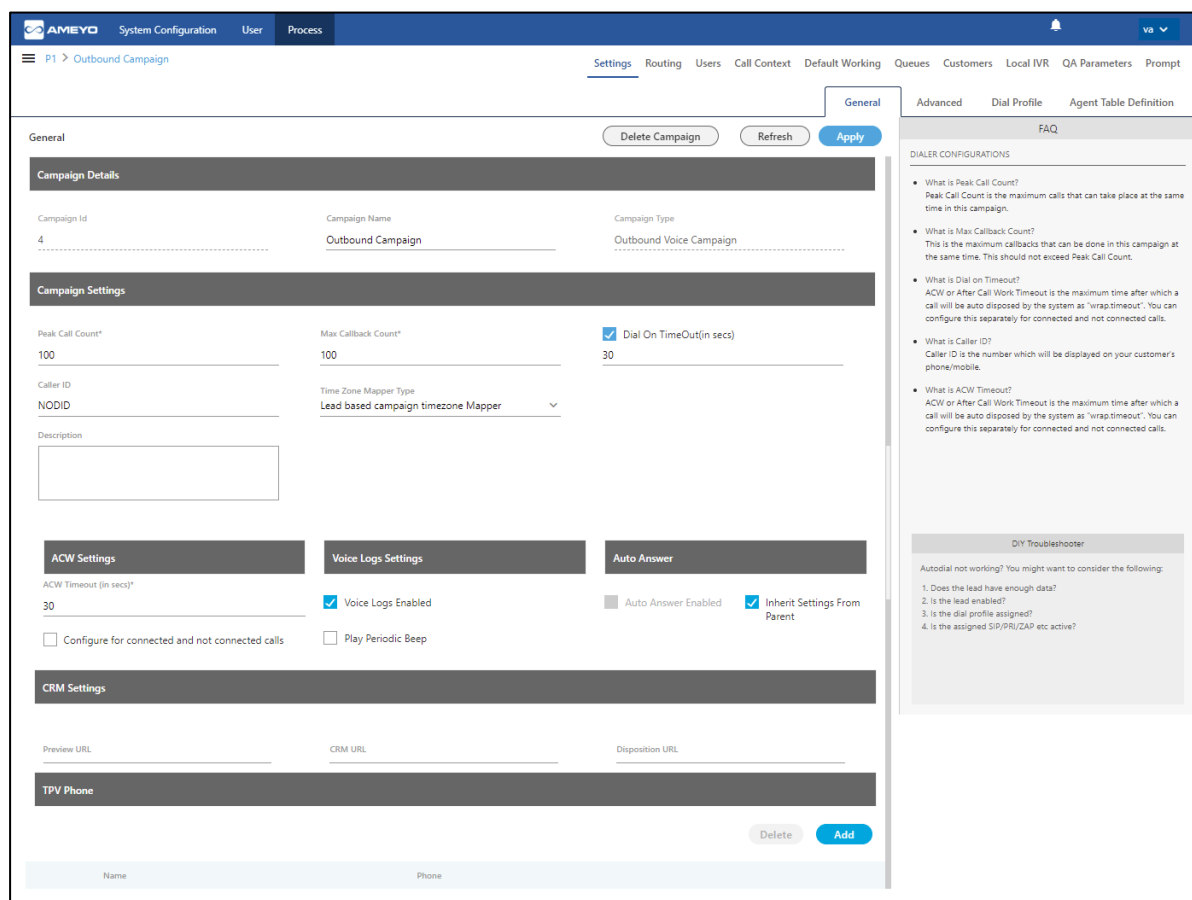 AMEYO System Configuration User Process va
P1 > Outbound Campaign
Settings Routing Users Call Context Default Working Queues Customers Local IVR QA Parameters Prompt
General Advanced Dial Profile Agent Table Definition
General Delete Campaign Refresh Apply
Campaign Details
Campaign Id Campaign Name Campaign Type
4 Outbound Campaign Outbound Voice Campaign
Campaign Settings
Peak Call Count* Max Callback Count* Dial On TimeOut(in secs)
100 100 30
Caller ID Time Zone Mapper Type
NODID Lead based campaign timezone Mapper
Description
ACW Settings Voice Logs Settings Auto Answer
ACW Timeout (in secs)*
30 Voice Logs Enabled Auto Answer Enabled Inherit Settings From
Parent
Configure for connected and not connected calls Play Periodic Beep
CRM Settings
Preview URL CRM URL Disposition URL
TPV Phone
Delete Add
Name Phone
FAQ
DIALER CONFIGURATIONS
• What is Peak Call Count?
Peak Call Count is the maximum calls that can take place at the same
time in this campaign.
• What is Max Callback Count?
This is the maximum callbacks that can be done in this campaign at
the same time. This should not exceed Peak Call Count.
• What is Dial on Timeout?
ACW or After Call Work Timeout is the maximum time after which a
call will be auto disposed by the system as "wrap.timeout". You can
configure this separately for connected and not connected calls.
• What is Caller ID?
Caller ID is the number which will be displayed on your customer's
phone/mobile.
• What is ACW Timeout?
ACW or After Call Work Timeout is the maximum time after which a
call will be auto disposed by the system as "wrap.timeout". You can
configure this separately for connected and not connected calls.
DIY Troubleshooter
Autodial not working? You might want to consider the following:
1. Does the lead have enough data?
2. Is the lead enabled?
3. Is the dial profile assigned?
4. Is the assigned SIP/PRI/ZAP etc active?